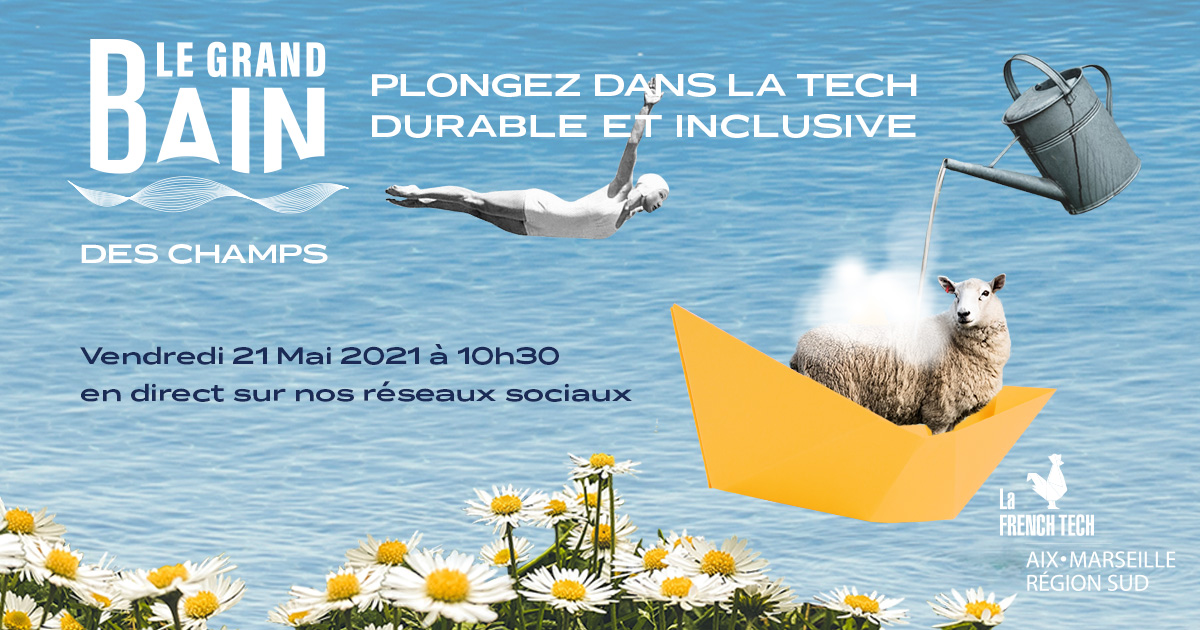 LE GRAND
BAIN
DES CHAMPS
PLONGEZ DANS LA TECH
DURABLE ET INCLUSIVE
Vendredi 21 Mai 2021 à 10h30
en direct sur nos réseaux sociaux
La
FRENCH TECH
AIX•MARSEILLE
RÉGION SUD